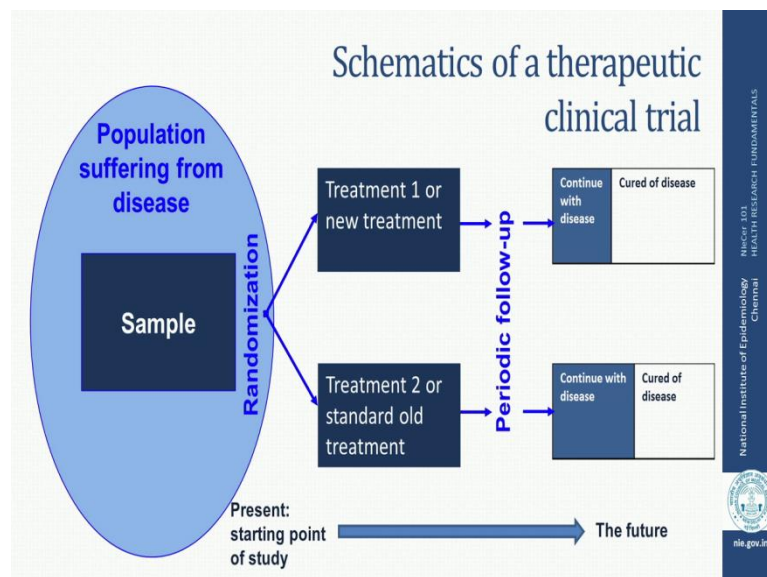 Schematics of a therapeutic
clinical trial
Population
suffering from
disease
Sample
Randomization
Treatment 1 or
new treatment
Treatment 2 or
standard old
treatment
Periodic follow-up
Continue
with
disease
Cured of disease
Continue with
disease
Cured of
disease
Present:
starting point
of study
The future
NIeCer 101
HEALTH RESEARCH FUNDAMENTALS
National Institute of Epidemiology
Chennai
nie.gov.in